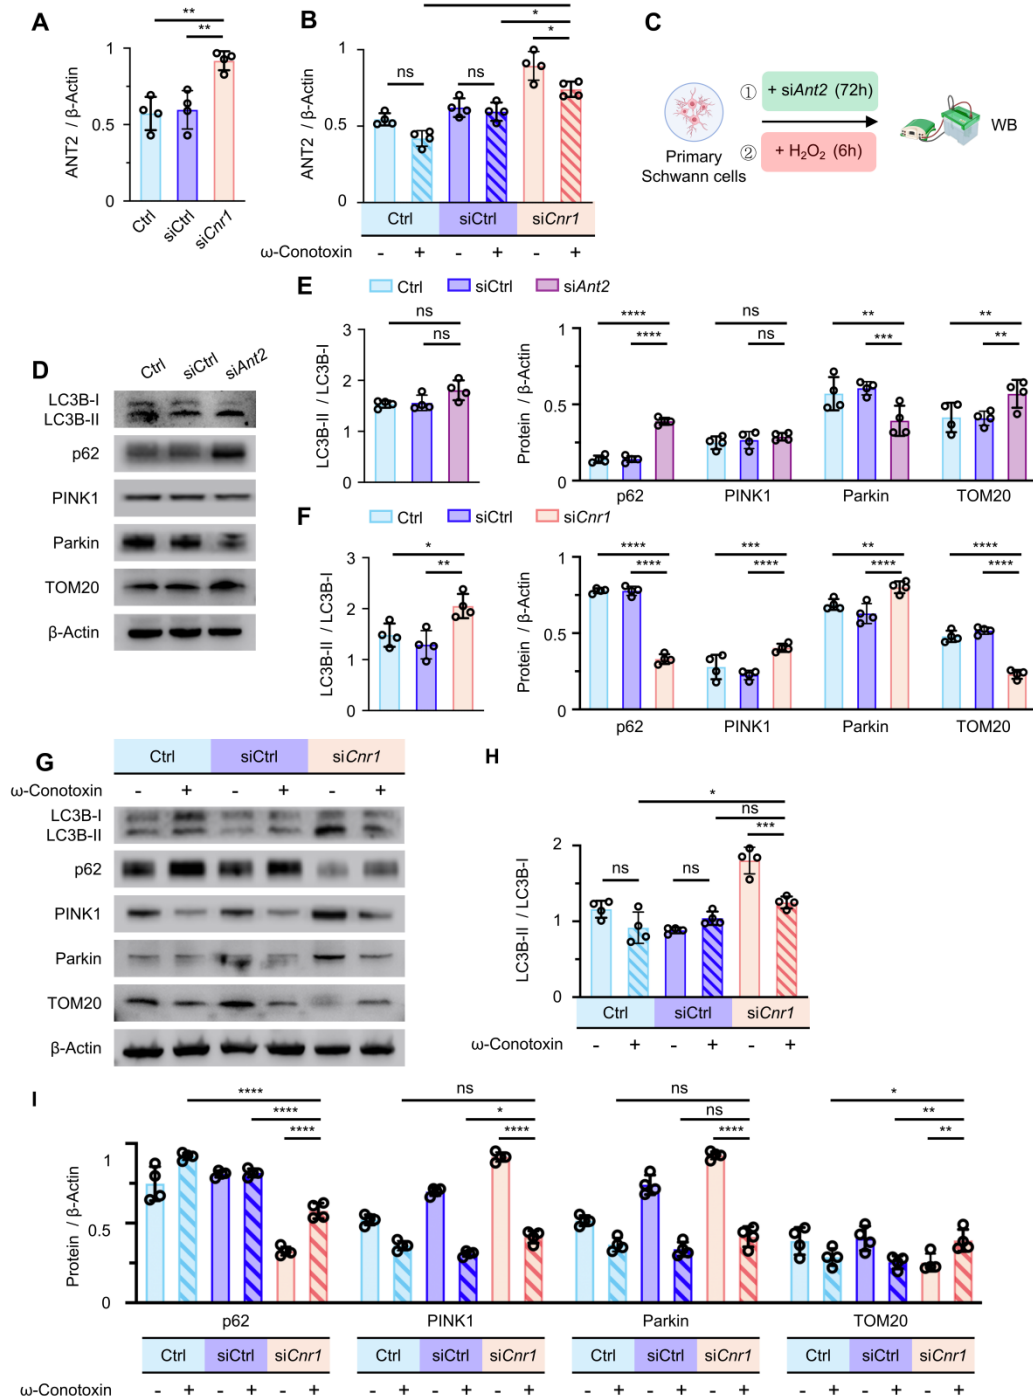 A
**
**
ANT2 / β-Actin
1
0.5
0
Ctrl
siCtrl
siCnr1
B
*
*
ns
ns
ANT2 / β-Actin
1
0.5
0
Ctrl
siCtrl
siCnr1
ω-Conotoxin
- + - + - +
C
① + siAnt2 (72h)
② + H₂O₂ (6h)
Primary
Schwann cells
WB
D
Ctrl
siCtrl
siAnt2
LC3B-I
LC3B-II
p62
PINK1
Parkin
TOM20
β-Actin
E
Ctrl
siCtrl
siAnt2
ns
ns
LC3B-II / LC3B-I
3
2
1
0
**** ns ** **
**** ns *** **
Protein / β-Actin
1
0.5
0
p62 PINK1 Parkin TOM20
F
Ctrl
siCtrl
siCnr1
*
**
LC3B-II / LC3B-I
3
2
1
0
**** *** ** ****
**** **** **** ****
Protein / β-Actin
1
0.5
0
p62 PINK1 Parkin TOM20
G
Ctrl siCtrl siCnr1
ω-Conotoxin - + - + - +
LC3B-I
LC3B-II
p62
PINK1
Parkin
TOM20
β-Actin
H
*
ns
***
ns ns
LC3B-II / LC3B-I
2
1
0
Ctrl siCtrl siCnr1
ω-Conotoxin - + - + - +
I
**** ns ns *
**** * ns **
**** **** **** **
Protein / β-Actin
1
0.5
0
p62 PINK1 Parkin TOM20
Ctrl siCtrl siCnr1 Ctrl siCtrl siCnr1 Ctrl siCtrl siCnr1 Ctrl siCtrl siCnr1
ω-Conotoxin - + - + - + - + - + - + - + - + - + - + - + - +